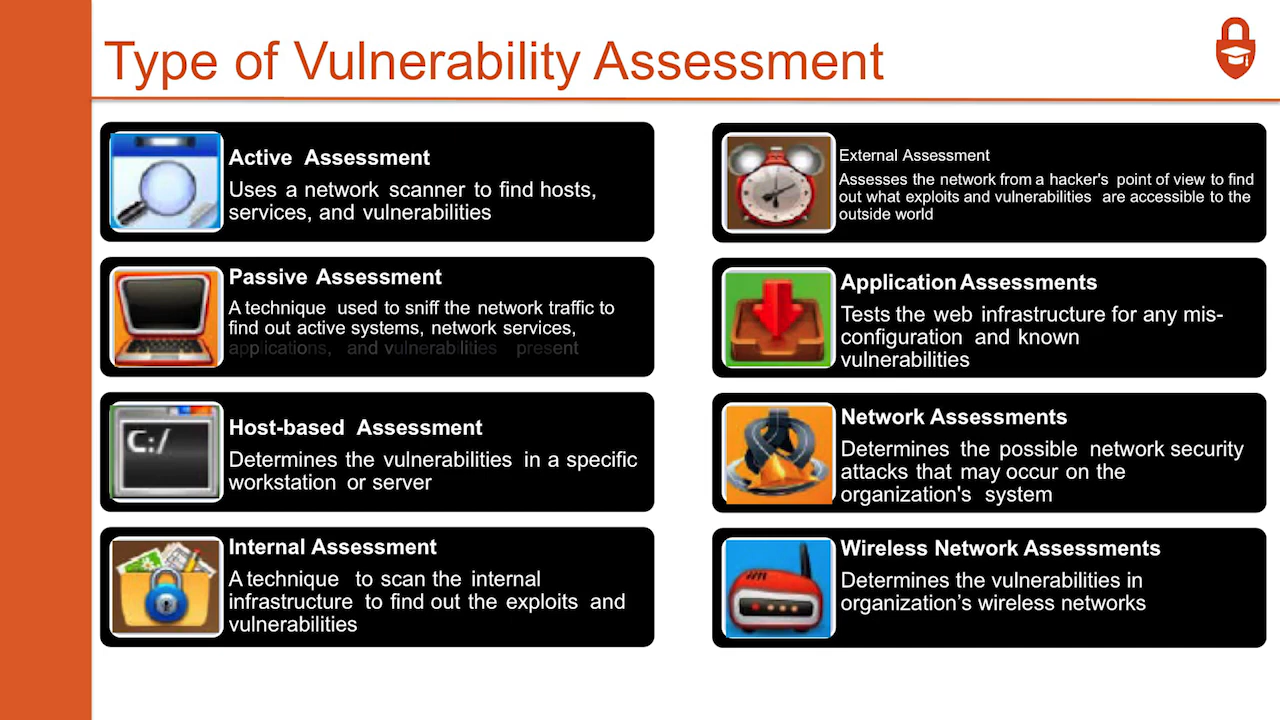 Type of Vulnerability Assessment
Active Assessment
Uses a network scanner to find hosts,
services, and vulnerabilities
Passive Assessment
A technique used to sniff the network traffic to
find out active systems, network services,
applications, and vulnerabilities present
C:/
Host-based Assessment
Determines the vulnerabilities in a specific
workstation or server
Internal Assessment
A technique to scan the internal
infrastructure to find out the exploits and
vulnerabilities
External Assessment
Assesses the network from a hacker's point of view to find
out what exploits and vulnerabilities are accessible to the
outside world
Application Assessments
Tests the web infrastructure for any mis-
configuration and known
vulnerabilities
Network Assessments
Determines the possible network security
attacks that may occur on the
organization's system
Wireless Network Assessments
Determines the vulnerabilities in
organization’s wireless networks